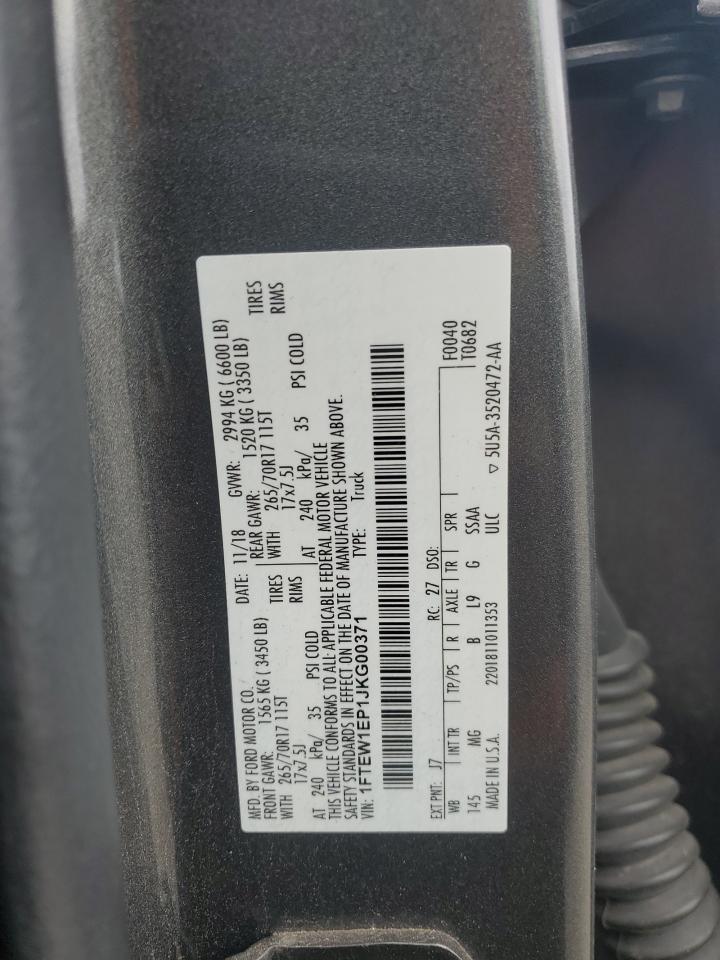 MFD. BY FORD MOTOR CO.
DATE: 11/18 GVWR: 2994 KG ( 6600 LB)
FRONT GAWR: 1565 KG ( 3450 LB) REAR GAWR: 1520 KG ( 3350 LB)
WITH 265/70R17 115T TIRES WITH 265/70R17 115T TIRES
17x7.5J RIMS 17x7.5J RIMS
AT 240 kPa/ 35 PSI COLD AT 240 kPa/ 35 PSI COLD
THIS VEHICLE CONFORMS TO ALL APPLICABLE FEDERAL MOTOR VEHICLE
SAFETY STANDARDS IN EFFECT ON THE DATE OF MANUFACTURE SHOWN ABOVE.
VIN: 1FTEW1EP1JKG00371 TYPE: Truck
EXT PNT: J7 RC: 27 DSO: F0040
WB INT TR TP/PS R AXLE TR SPR T0682
145 MG B L9 G SSAA
MADE IN U.S.A. 2201811011353 ULC ▽ 5U5A-3520472-AA